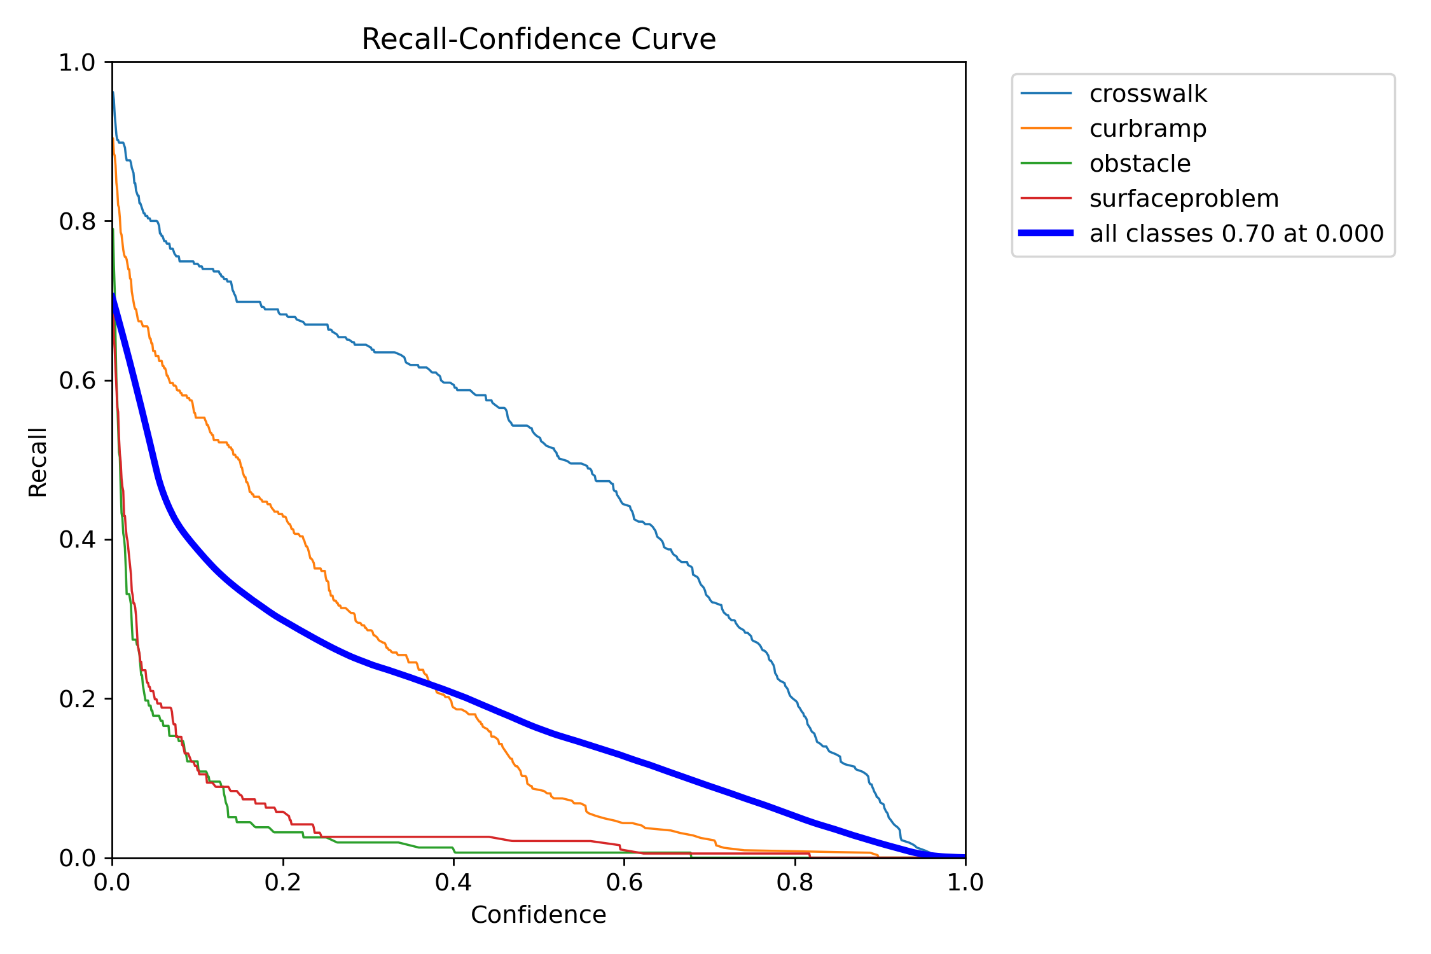 Recall-Confidence Curve
1.0
0.8
0.6
0.4
0.2
0.0
Recall
0.0 0.2 0.4 0.6 0.8 1.0
Confidence
crosswalk
curbramp
obstacle
surfaceproblem
all classes 0.70 at 0.000